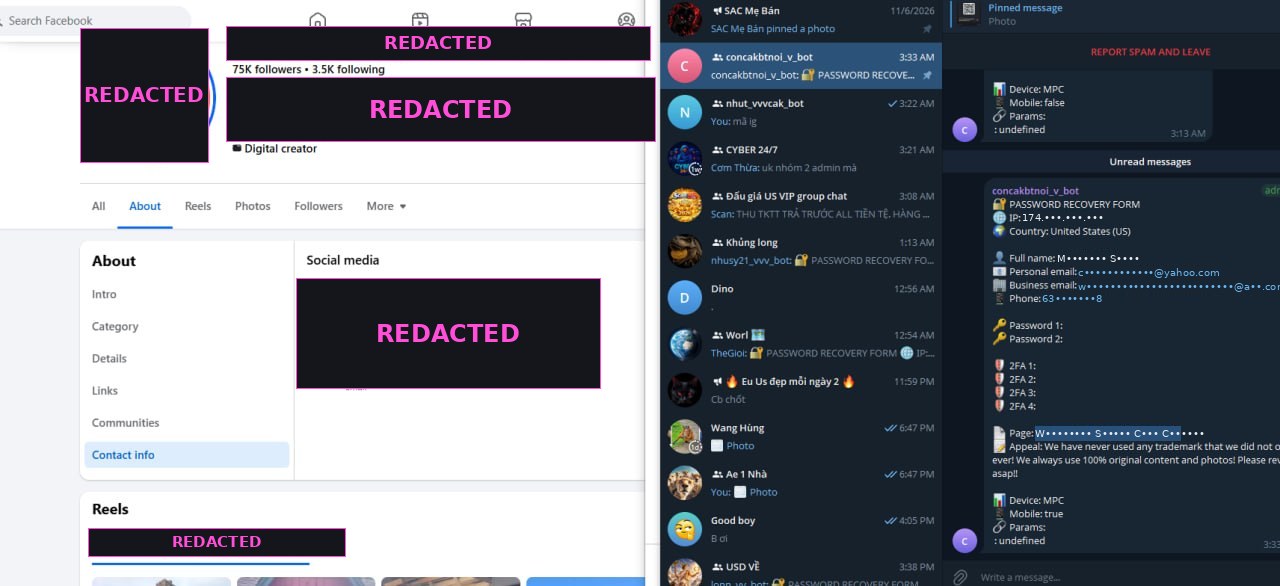 Search Facebook
REDACTED
REDACTED
75K followers • 3.5K following
REDACTED
Digital creator
All
About
Reels
Photos
Followers
More
About
Intro
Category
Details
Links
Communities
Contact info
Social media
REDACTED
Reels
REDACTED
SAC Mẹ Bán 11/6/2026
SAC Mẹ Bán pinned a photo
C
concakbtnoi_v_bot 3:33 AM
concakbtnoi_v_bot: 🔐 PASSWORD RECOVE...
N
nhut_vvvcak_bot 3:22 AM
You: mã ig
CYBER 24/7 3:21 AM
Cơm Thừa: uk nhóm 2 admin mà
Đấu giá US VIP group chat 3:08 AM
Scan: THU TKTT TRẢ TRƯỚC ALL TIỀN TỆ. HÀNG ...
Khủng long 1:13 AM
nhusy21_vvv_bot: 🔐 PASSWORD RECOVERY FO...
D
Dino 12:56 AM
.
Worl 🗺️ 12:54 AM
TheGioi: 🔐 PASSWORD RECOVERY FORM 🌐 IP:...
🔥 Eu Us đẹp mỗi ngày 2 🔥 11:59 PM
Cb chốt
Wang Hùng 6:47 PM
1d
Photo
Ae 1 Nhà 6:47 PM
You: Photo
Good boy 4:05 PM
B ơi
USD VỀ 3:38 PM
Pinned message
Photo
REPORT SPAM AND LEAVE
📊 Device: MPC
Mobile: false
🔗 Params:
: undefined
C
3:13 AM
Unread messages
concakbtnoi_v_bot
🔐 PASSWORD RECOVERY FORM
🌐 IP:174.•••.•••.•••
🌍 Country: United States (US)
👤 Full name: M••••••• S••••
📧 Personal email:c••••••••••••@yahoo.com
🏢 Business email:w•••••••••••••••••••••••••@a••.com
📱 Phone:63•••••••8
🔑 Password 1:
🔑 Password 2:
🛡️ 2FA 1:
🛡️ 2FA 2:
🛡️ 2FA 3:
🛡️ 2FA 4:
📄 Page:W•••••••• S••••• C••• C••••••
📝 Appeal: We have never used any trademark that we did not
ever! We always use 100% original content and photos! Please
asap!!
📊 Device: MPC
📱 Mobile: true
🔗 Params:
: undefined
C
Write a message...